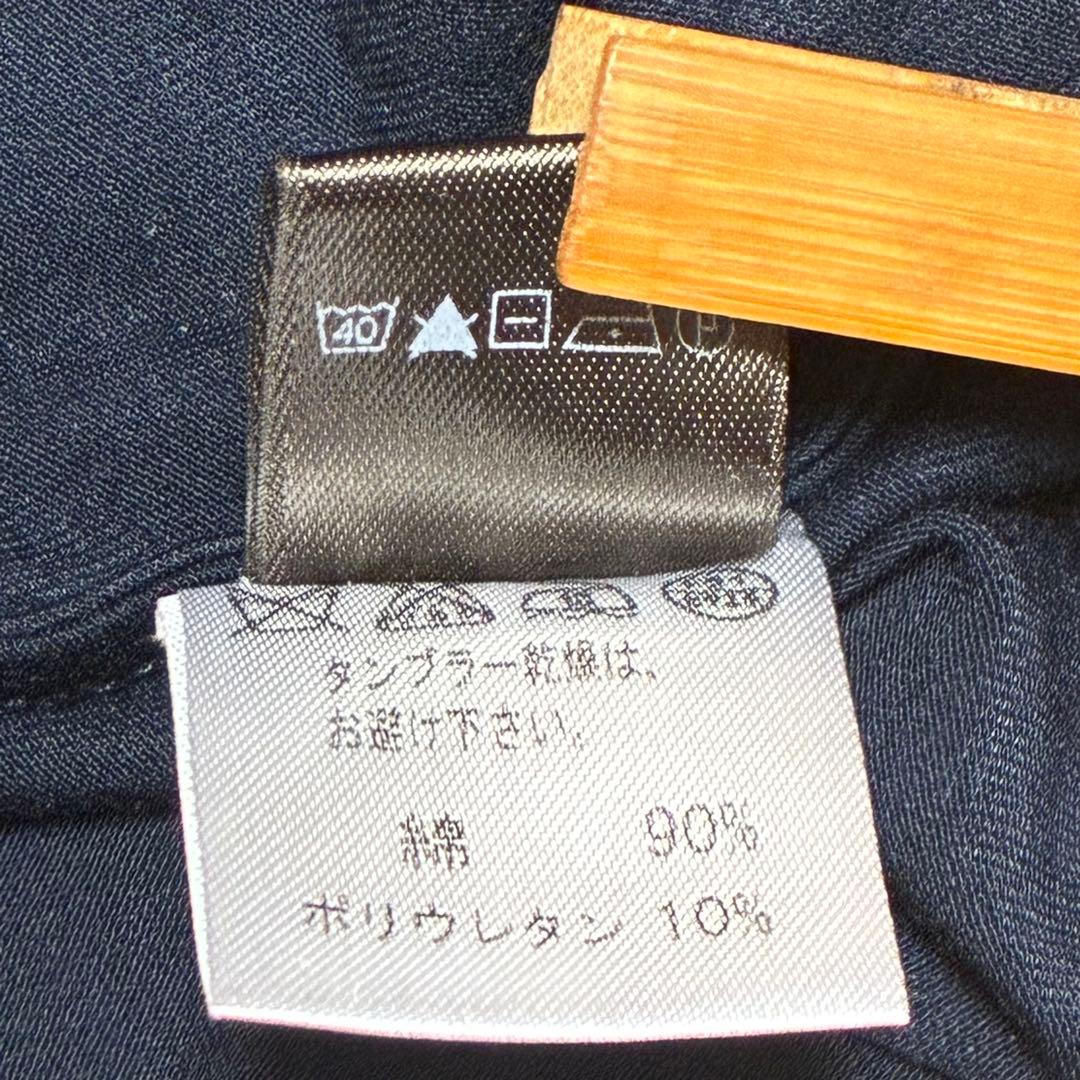 40
P
タンブラー乾燥は、
お避け下さい。
綿 90%
ポリウレタン 10%